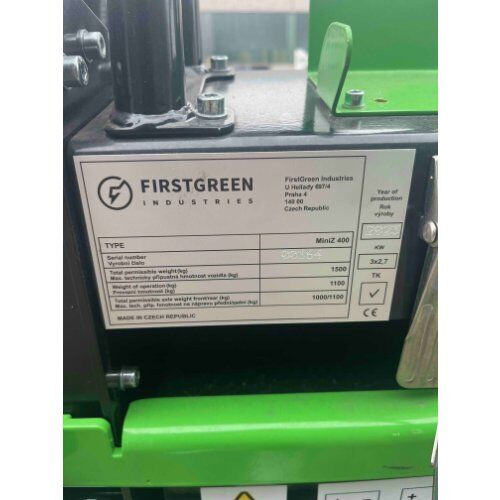 FIRSTGREEN
INDUSTRIES
FirstGreen Industries
U Hellady 697/4
Praha 4
140 00
Czech Republic
Year of
production
Rok
výroby
2023
TYPE
MiniZ 400
KW
Serial number
Výrobní číslo
3x2,7
Total permissible weight(kg)
Max. technicky přípustná hmotnost vozidla (kg)
1500
TK
Weight of operation(kg)
Provozní hmotnost(kg)
1100
✓
Total permissible axle weight front/rear(kg)
Max. tech. příp. hmotnost na nápravu přední/zadní (kg)
1000/1100
CE
MADE IN CZECH REPUBLIC